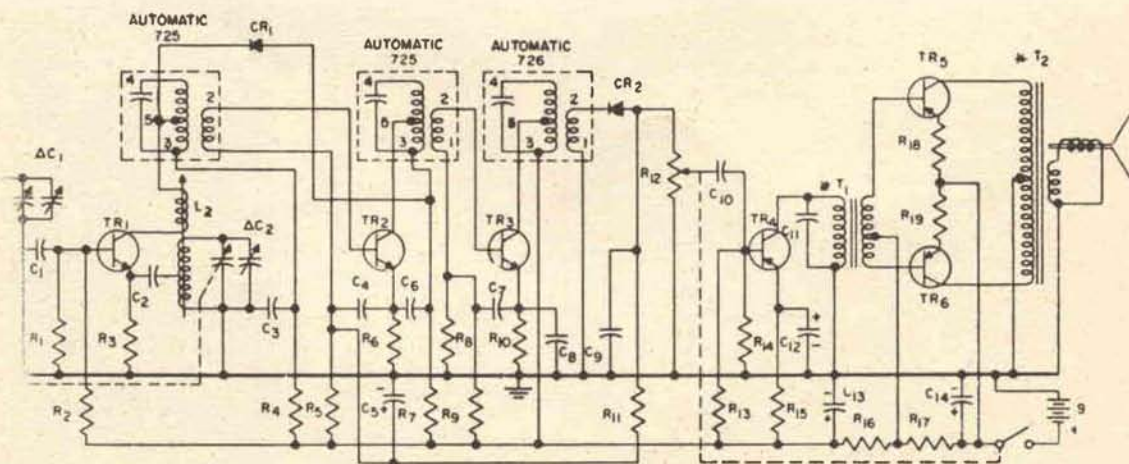 AUTOMATIC
725
CR1
AUTOMATIC
725
AUTOMATIC
726
CR2
TR5
* T2
4
5
3
2
4
5
3
2
1
4
5
3
2
1
ΔC1
L2
ΔC2
TR1
TR2
TR3
R12
C10
TR4
C11
* T1
R18
R19
TR6
C1
C2
C3
C4
C6
C7
C8
C9
R1
R3
R6
R8
R10
R14
C12
+
-
R2
R4
R5
C5
-
+
R7
R9
R11
R13
R15
L13
-
+
R16
R17
C14
-
+
9